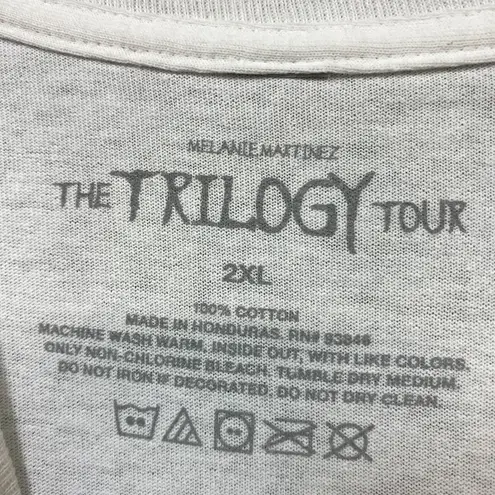 MELANIE MARTINEZ
THE TRILOGY TOUR
2XL
100% COTTON
MADE IN HONDURAS. RN# 93846
MACHINE WASH WARM, INSIDE OUT, WITH LIKE COLORS.
ONLY NON-CHLORINE BLEACH. TUMBLE DRY MEDIUM.
DO NOT IRON IF DECORATED. DO NOT DRY CLEAN.